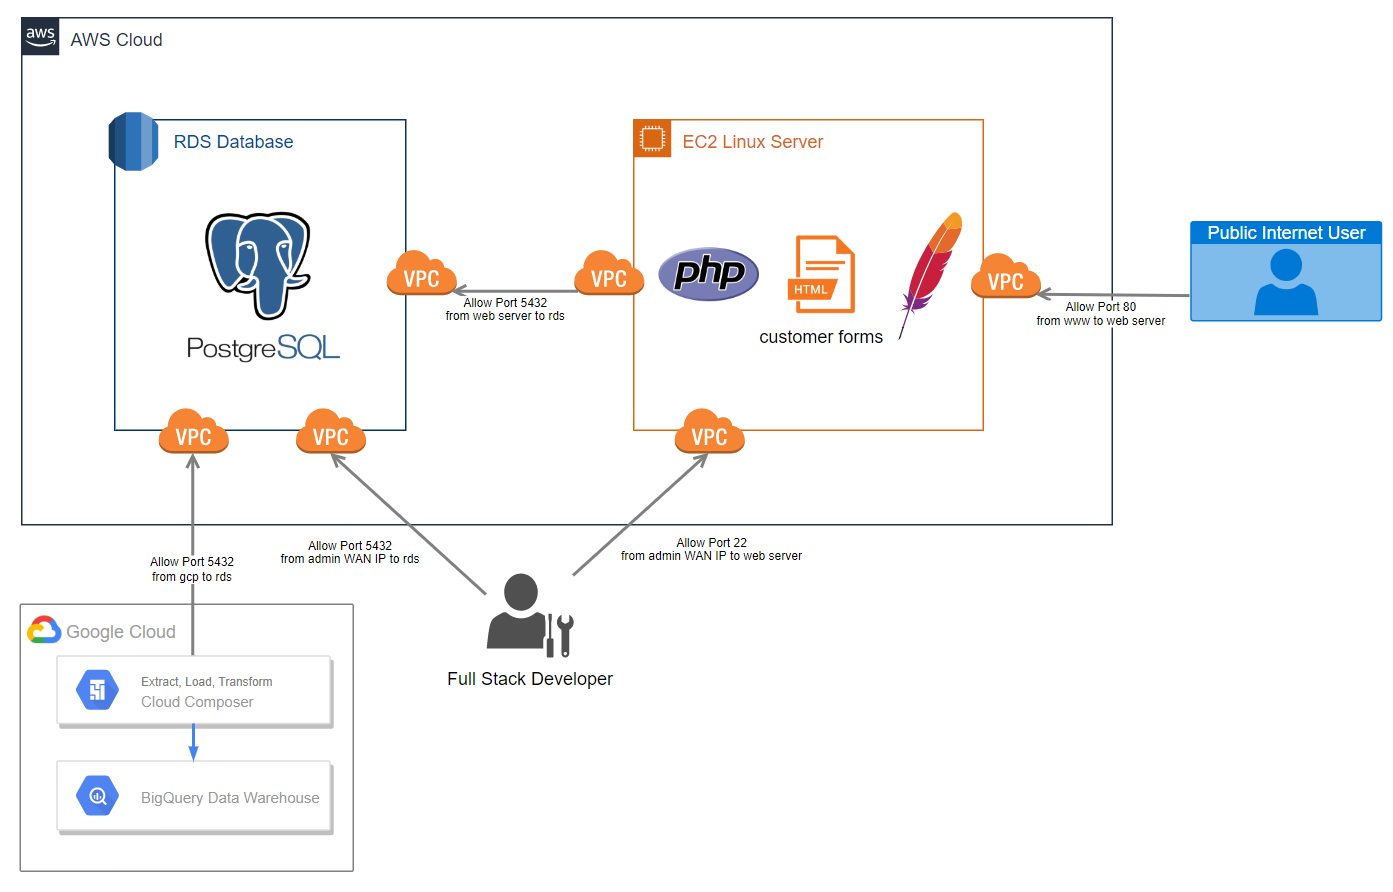 aws
AWS Cloud
RDS Database
PostgreSQL
VPC
Allow Port 5432
from web server to rds
VPC
EC2 Linux Server
php
HTML
customer forms
VPC
Allow Port 80
from www to web server
Public Internet User
VPC
VPC
VPC
Allow Port 5432
from gcp to rds
Allow Port 5432
from admin WAN IP to rds
Allow Port 22
from admin WAN IP to web server
Full Stack Developer
Google Cloud
Extract, Load, Transform
Cloud Composer
BigQuery Data Warehouse